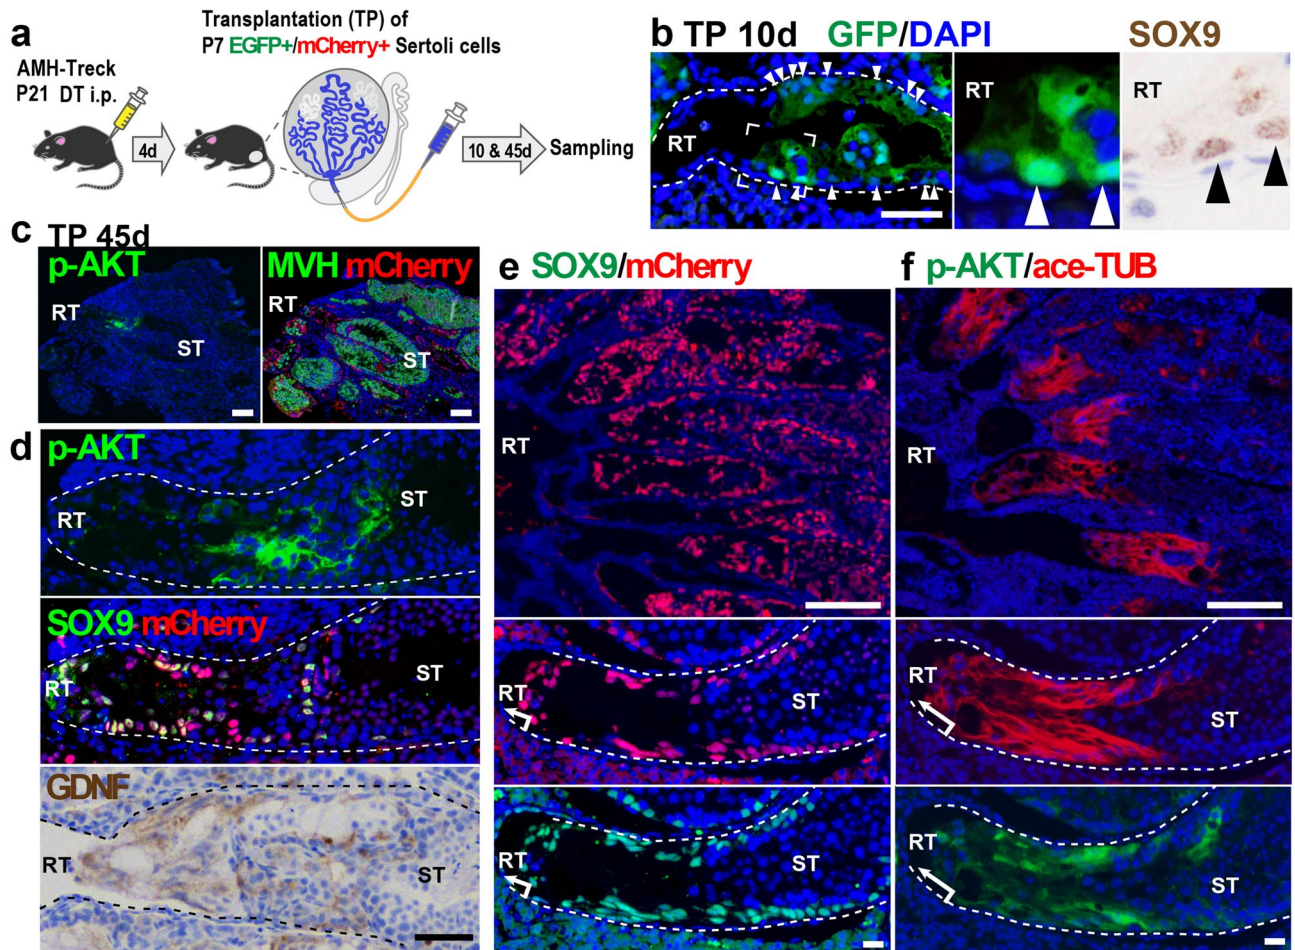 a
Transplantation (TP) of
P7 EGFP+/mCherry+ Sertoli cells
AMH-Treck
P21 DT i.p.
4d
10 & 45d
Sampling
b TP 10d GFP/DAPI SOX9
RT
RT
RT
c TP 45d
p-AKT
RT
ST
MVH mCherry
RT
ST
d p-AKT
RT
ST
SOX9 mCherry
RT
ST
GDNF
RT
ST
e SOX9/mCherry
RT
RT
ST
RT
ST
f p-AKT/ace-TUB
RT
RT
ST
RT
ST